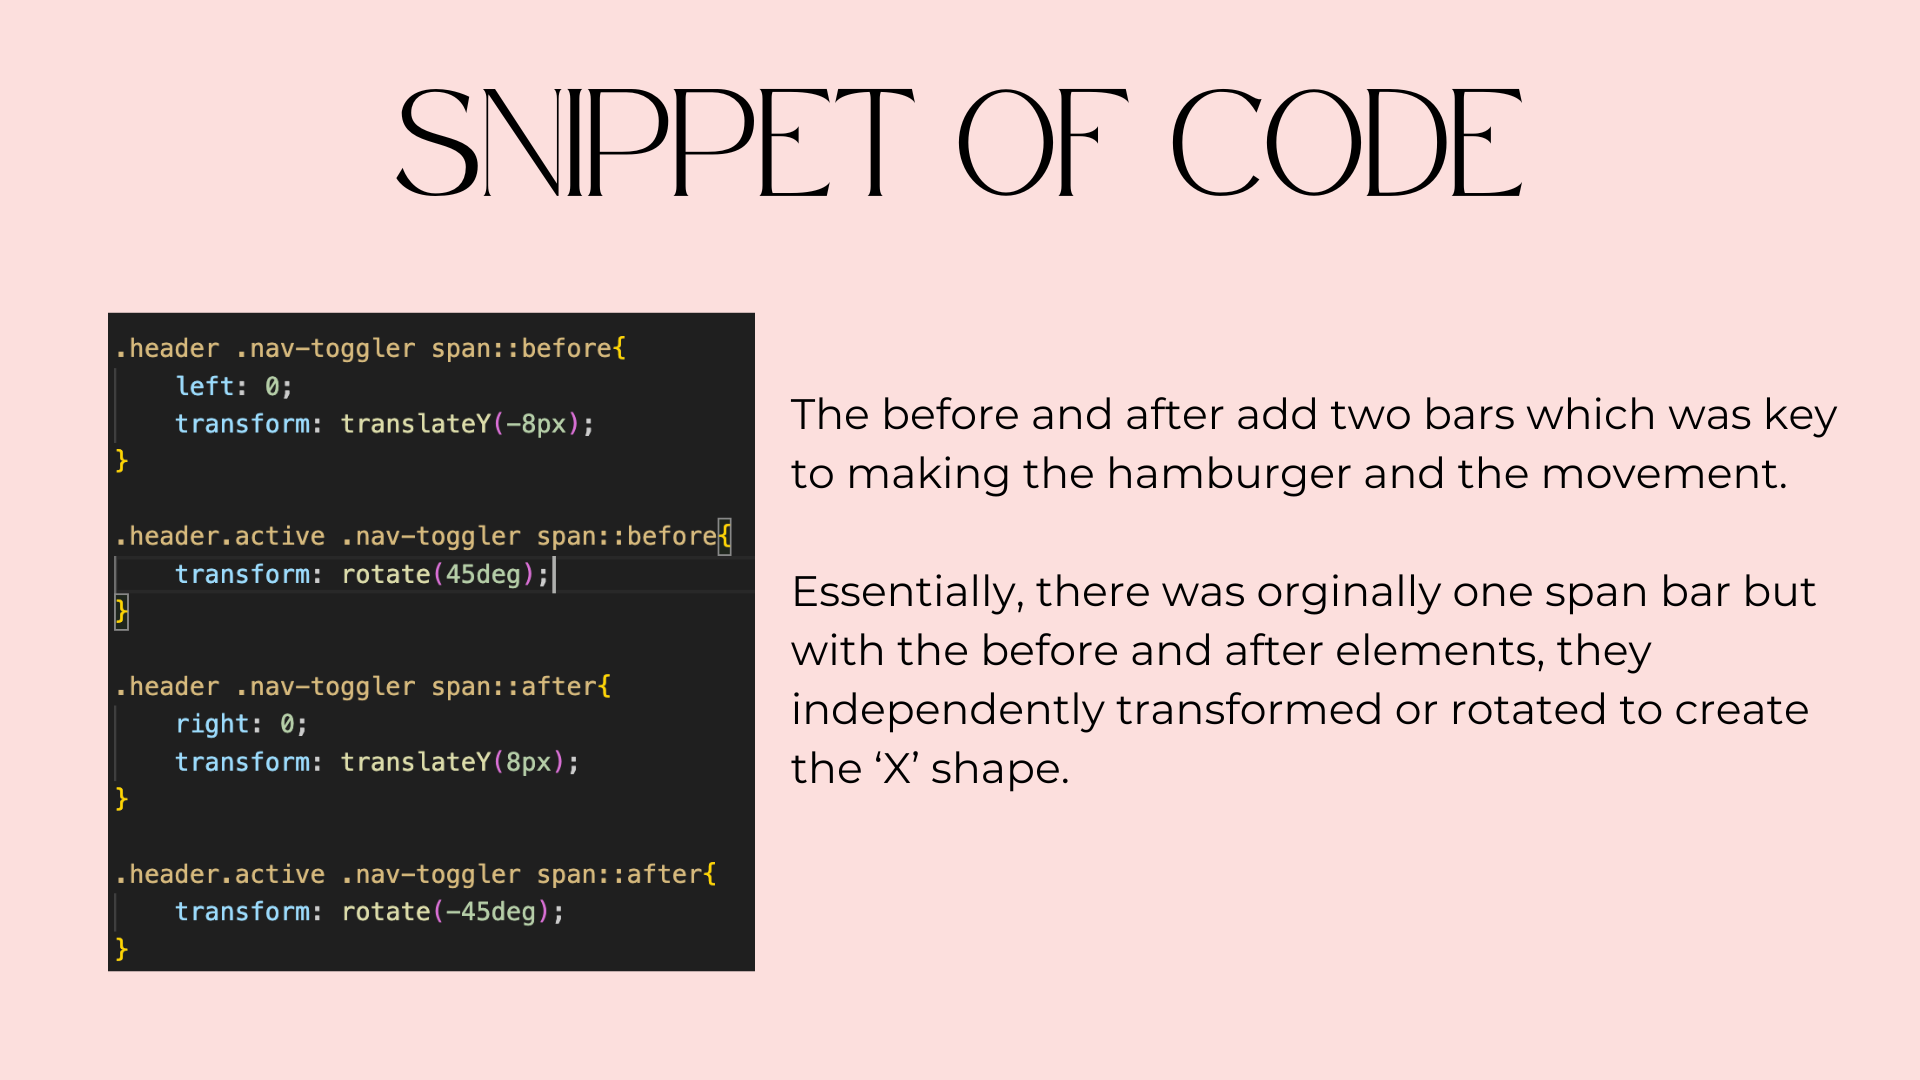 SNIPPET OF CODE
.header .nav-toggler span::before{
    left: 0;
    transform: translateY(-8px);
}
.header.active .nav-toggler span::before{
    transform: rotate(45deg);
}
.header .nav-toggler span::after{
    right: 0;
    transform: translateY(8px);
}
.header.active .nav-toggler span::after{
    transform: rotate(-45deg);
}
The before and after add two bars which was key
to making the hamburger and the movement.
Essentially, there was orginally one span bar but
with the before and after elements, they
independently transformed or rotated to create
the ‘X’ shape.